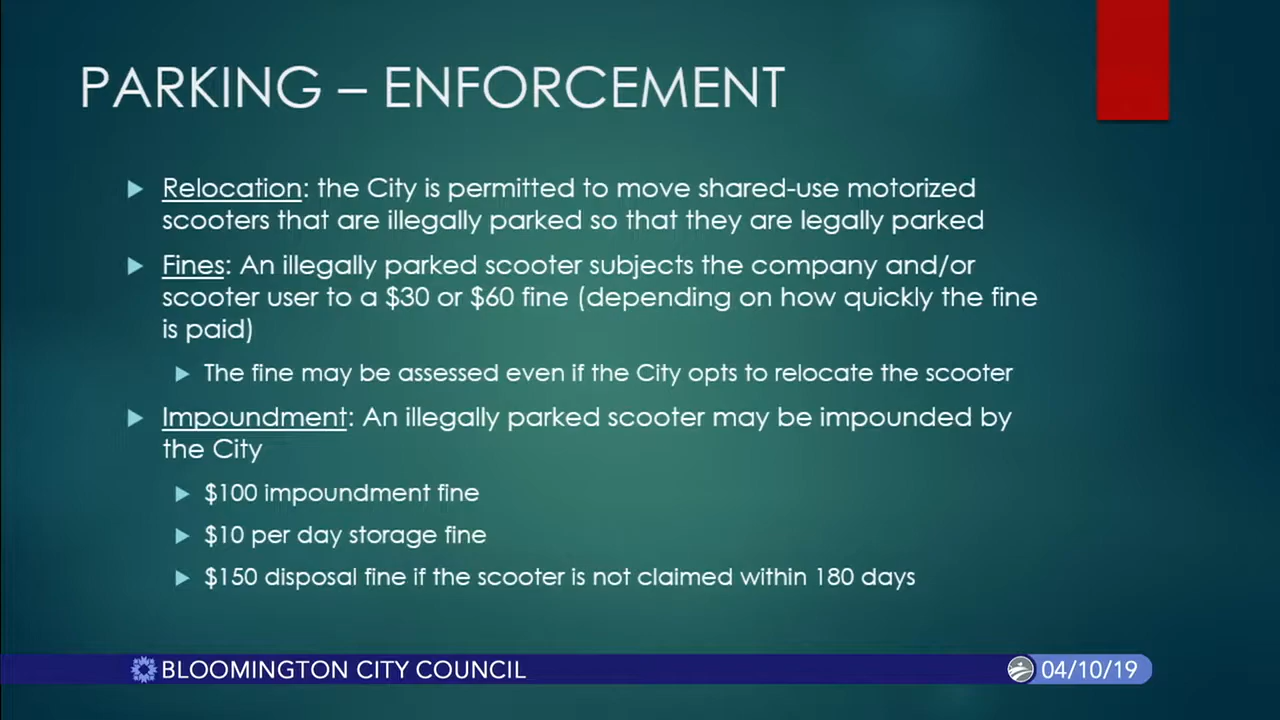 PARKING – ENFORCEMENT
Relocation: the City is permitted to move shared-use motorized
scooters that are illegally parked so that they are legally parked
Fines: An illegally parked scooter subjects the company and/or
scooter user to a $30 or $60 fine (depending on how quickly the fine
is paid)
The fine may be assessed even if the City opts to relocate the scooter
Impoundment: An illegally parked scooter may be impounded by
the City
$100 impoundment fine
$10 per day storage fine
$150 disposal fine if the scooter is not claimed within 180 days
BLOOMINGTON CITY COUNCIL
04/10/19